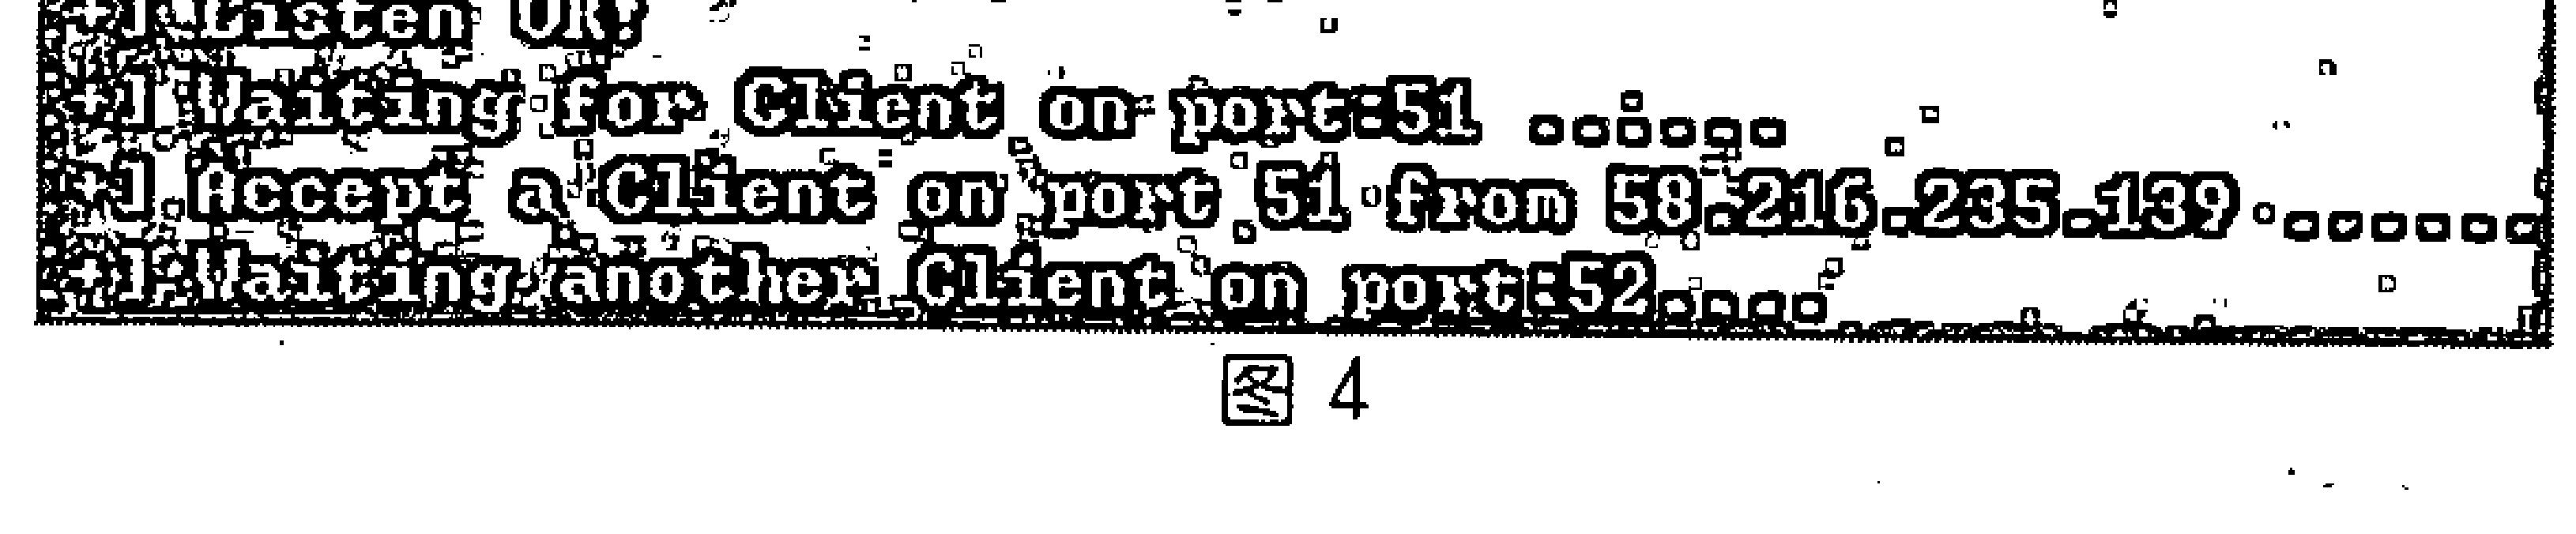 +] Listen OK!
+] Waiting for Client on port:51 ......
+] Accept a Client on port 51 from 58.216.235.139 ......
+] Waiting another Client on port:52....
图 4